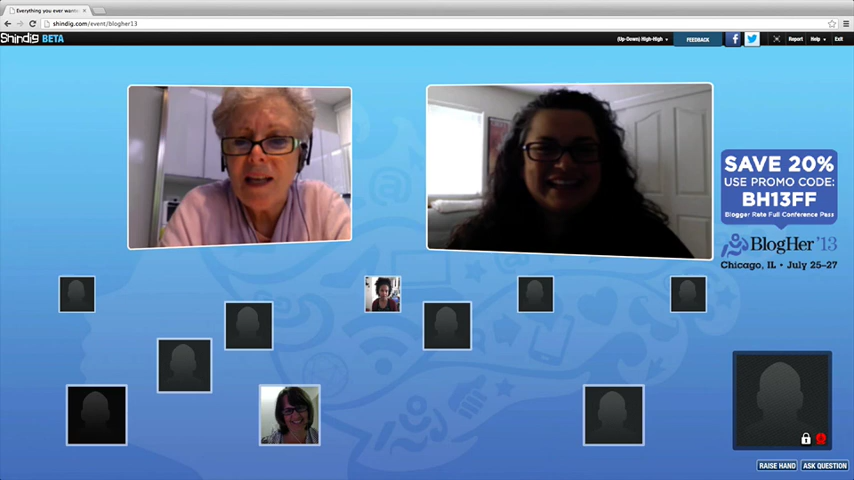 Everything you ever wan
shindig.com/event/blogher13
Shindig BETA
(Up-Down) High-High
FEEDBACK
Report
Help
Exit
SAVE 20%
USE PROMO CODE:
BH13FF
Blogger Rate Full Conference Pass
BlogHer '13
Chicago, IL • July 25-27
RAISE HAND
ASK QUESTION